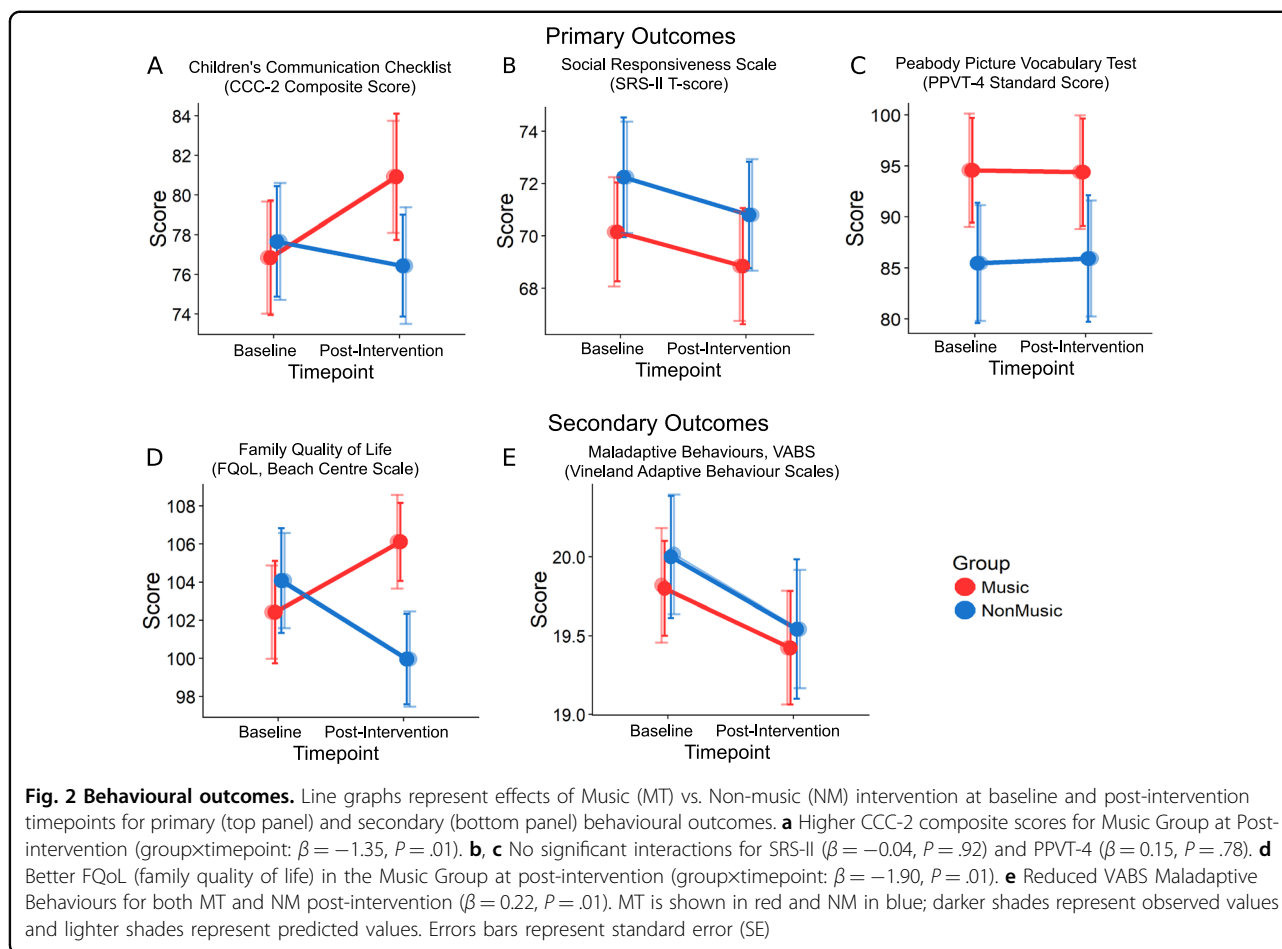 Primary Outcomes
A
Children's Communication Checklist
(CCC-2 Composite Score)
84
82
80
78
76
74
Score
Baseline
Post-Intervention
Timepoint
B
Social Responsiveness Scale
(SRS-II T-score)
74
72
70
68
Score
Baseline
Post-Intervention
Timepoint
C
Peabody Picture Vocabulary Test
(PPVT-4 Standard Score)
100
95
90
85
80
Score
Baseline
Post-Intervention
Timepoint
Secondary Outcomes
D
Family Quality of Life
(FQoL, Beach Centre Scale)
108
106
104
102
100
98
Score
Baseline
Post-Intervention
Timepoint
E
Maladaptive Behaviours, VABS
(Vineland Adaptive Behaviour Scales)
20.0
19.5
19.0
Score
Baseline
Post-Intervention
Timepoint
Group
Music
NonMusic
Fig. 2 Behavioural outcomes. Line graphs represent effects of Music (MT) vs. Non-music (NM) intervention at baseline and post-intervention
timepoints for primary (top panel) and secondary (bottom panel) behavioural outcomes. a Higher CCC-2 composite scores for Music Group at Post-
intervention (group×timepoint: β = −1.35, P = .01). b, c No significant interactions for SRS-II (β = −0.04, P = .92) and PPVT-4 (β = 0.15, P = .78). d
Better FQoL (family quality of life) in the Music Group at post-intervention (group×timepoint: β = −1.90, P = .01). e Reduced VABS Maladaptive
Behaviours for both MT and NM post-intervention (β = 0.22, P = .01). MT is shown in red and NM in blue; darker shades represent observed values
and lighter shades represent predicted values. Errors bars represent standard error (SE)